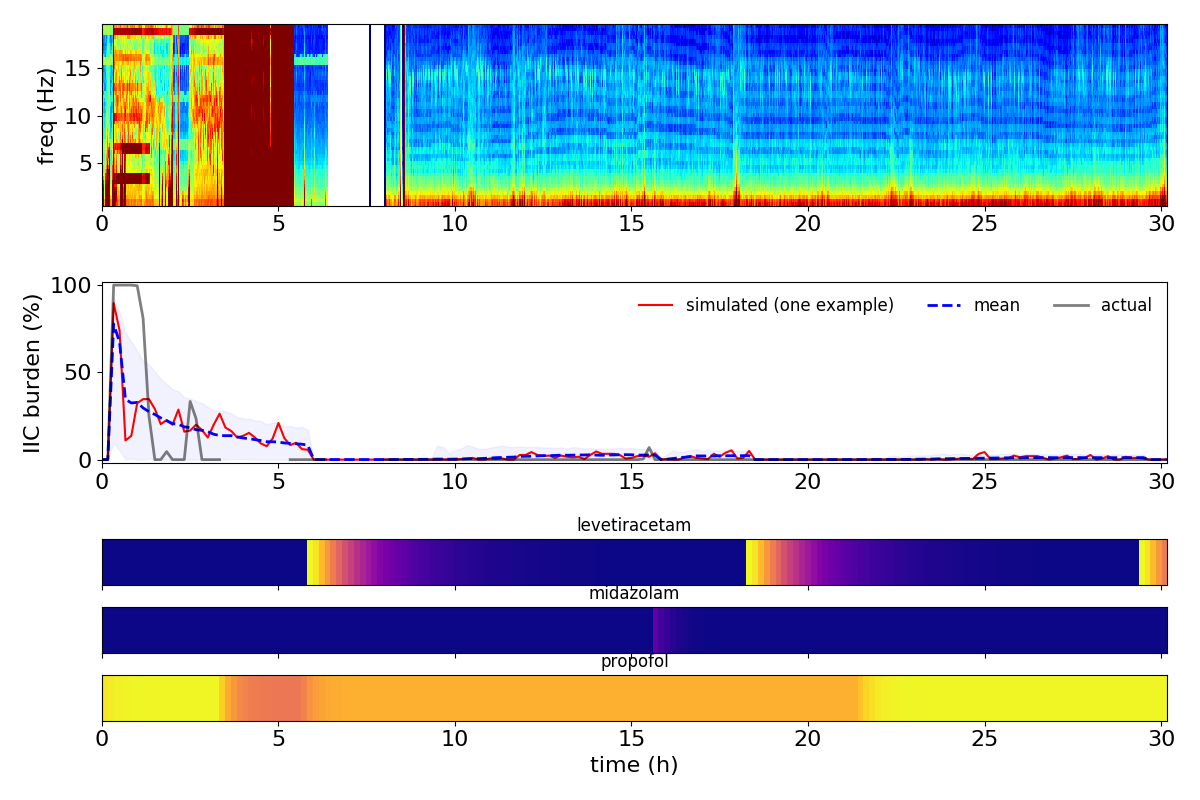 freq (Hz)
15
10
5
0 5 10 15 20 25 30
IIC burden (%)
100
50
0
simulated (one example) mean actual
0 5 10 15 20 25 30
levetiracetam
midazolam
propofol
0 5 10 15 20 25 30
time (h)